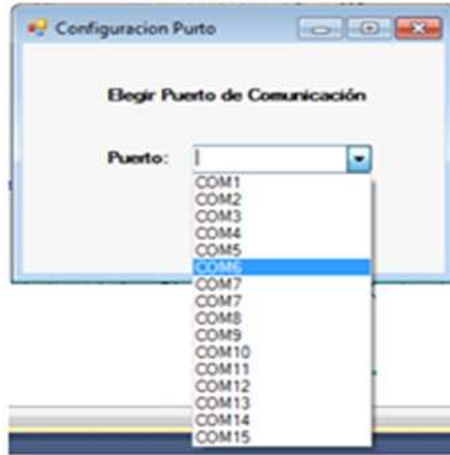 Configuracion Purto
Elegir Puerto de Comunicación
Puerto:
COM1
COM2
COM3
COM4
COM5
COM6
COM7
COM7
COM8
COM9
COM10
COM11
COM12
COM13
COM14
COM15